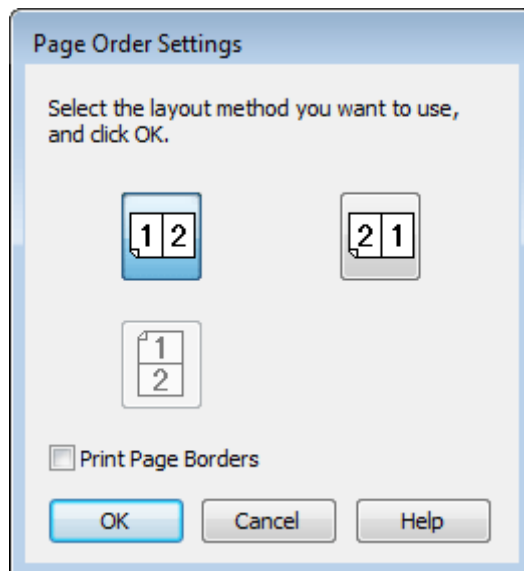 Page Order Settings
Select the layout method you want to use,
and click OK.
1 2
2 1
1
2
Print Page Borders
OK Cancel Help